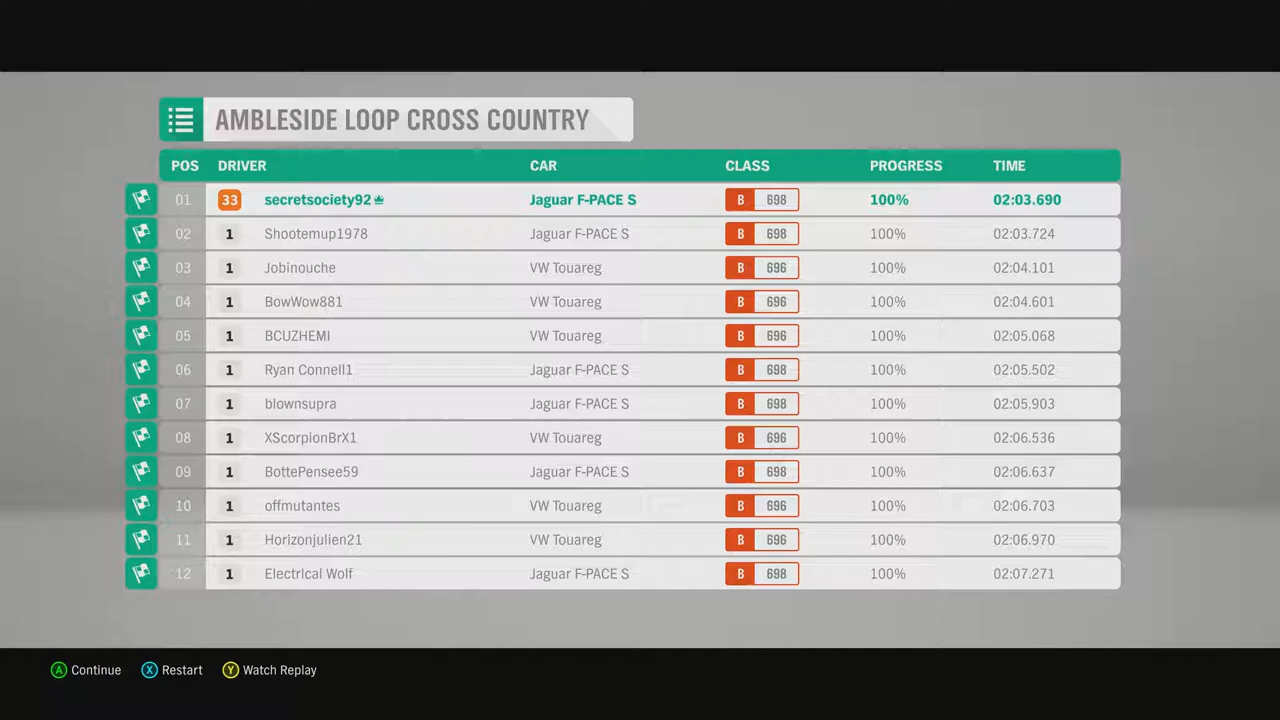 AMBLESIDE LOOP CROSS COUNTRY
POS DRIVER CAR CLASS PROGRESS TIME
01 33 secretsociety92 Jaguar F-PACE S B 698 100% 02:03.690
02 1 Shootemup1978 Jaguar F-PACE S B 698 100% 02:03.724
03 1 Jobinouche VW Touareg B 696 100% 02:04.101
04 1 BowWow881 VW Touareg B 696 100% 02:04.601
05 1 BCUZHEMI VW Touareg B 696 100% 02:05.068
06 1 Ryan Connell1 Jaguar F-PACE S B 698 100% 02:05.502
07 1 blownsupra Jaguar F-PACE S B 698 100% 02:05.903
08 1 XScorpionBrX1 VW Touareg B 696 100% 02:06.536
09 1 BottePensee59 Jaguar F-PACE S B 698 100% 02:06.637
10 1 offmutantes VW Touareg B 696 100% 02:06.703
11 1 Horizonjulien21 VW Touareg B 696 100% 02:06.970
12 1 Electrical Wolf Jaguar F-PACE S B 698 100% 02:07.271
A Continue X Restart Y Watch Replay